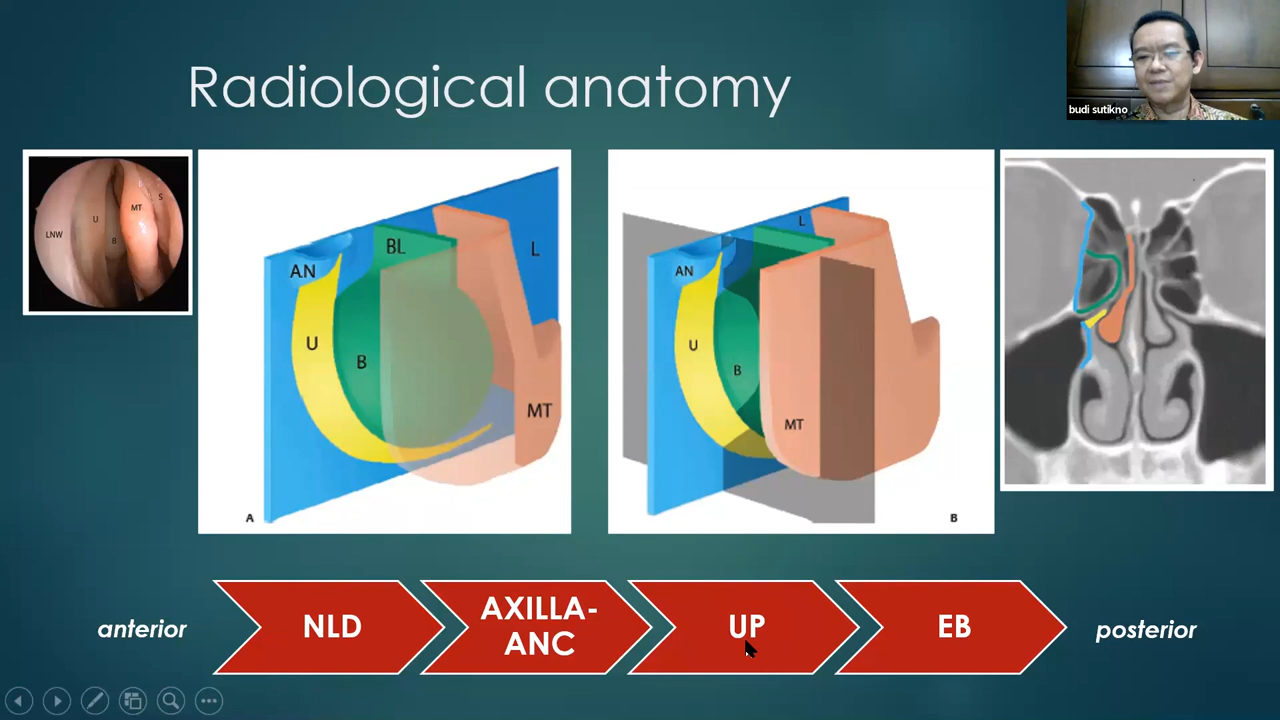 Radiological anatomy
budi sutikno
LNW
U
B
MT
S
AN
BL
L
U
B
MT
A
L
AN
U
B
MT
B
anterior
NLD
AXILLA-
ANC
UP
EB
posterior